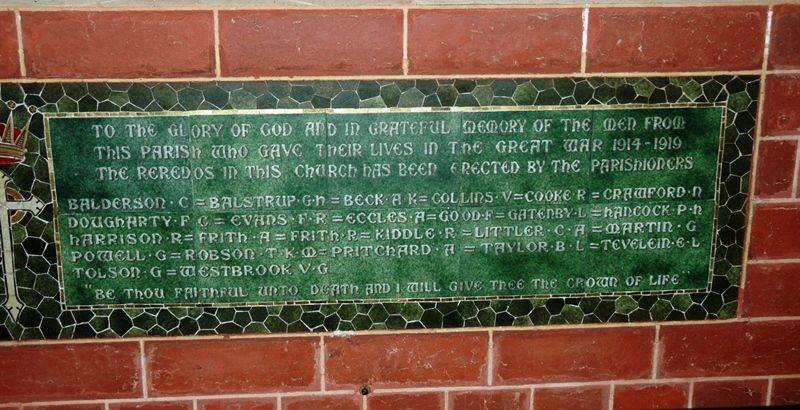 TO THE GLORY OF GOD AND IN GRATEFUL MEMORY OF THE MEN FROM
THIS PARISH WHO GAVE THEIR LIVES IN THE GREAT WAR 1914-1919
THE REREDOS IN THIS CHURCH HAS BEEN ERECTED BY THE PARISHIONERS
BALDERSON · C = BALSTRUP · G · H = BECK · A · K = COLLINS · V = COOKE R = CRAWFORD · N
DOUGHARTY · F · C = EVANS · F · R = ECCLES · A = GOOD · F = GATENBY · L = HANCOCK · P · H
HARRISON · R = FRITH · A = FRITH · R = KIDDLE · R = LITTLER · C · A = MARTIN · G
POWELL · G = ROBSON · T · K · M = PRITCHARD · A = TAYLOR · B · L = TEVELEIN · E · L
TOLSON · G = WESTBROOK · V · G
"BE THOU FAITHFUL UNTO DEATH AND I WILL GIVE THEE THE CROWN OF LIFE"